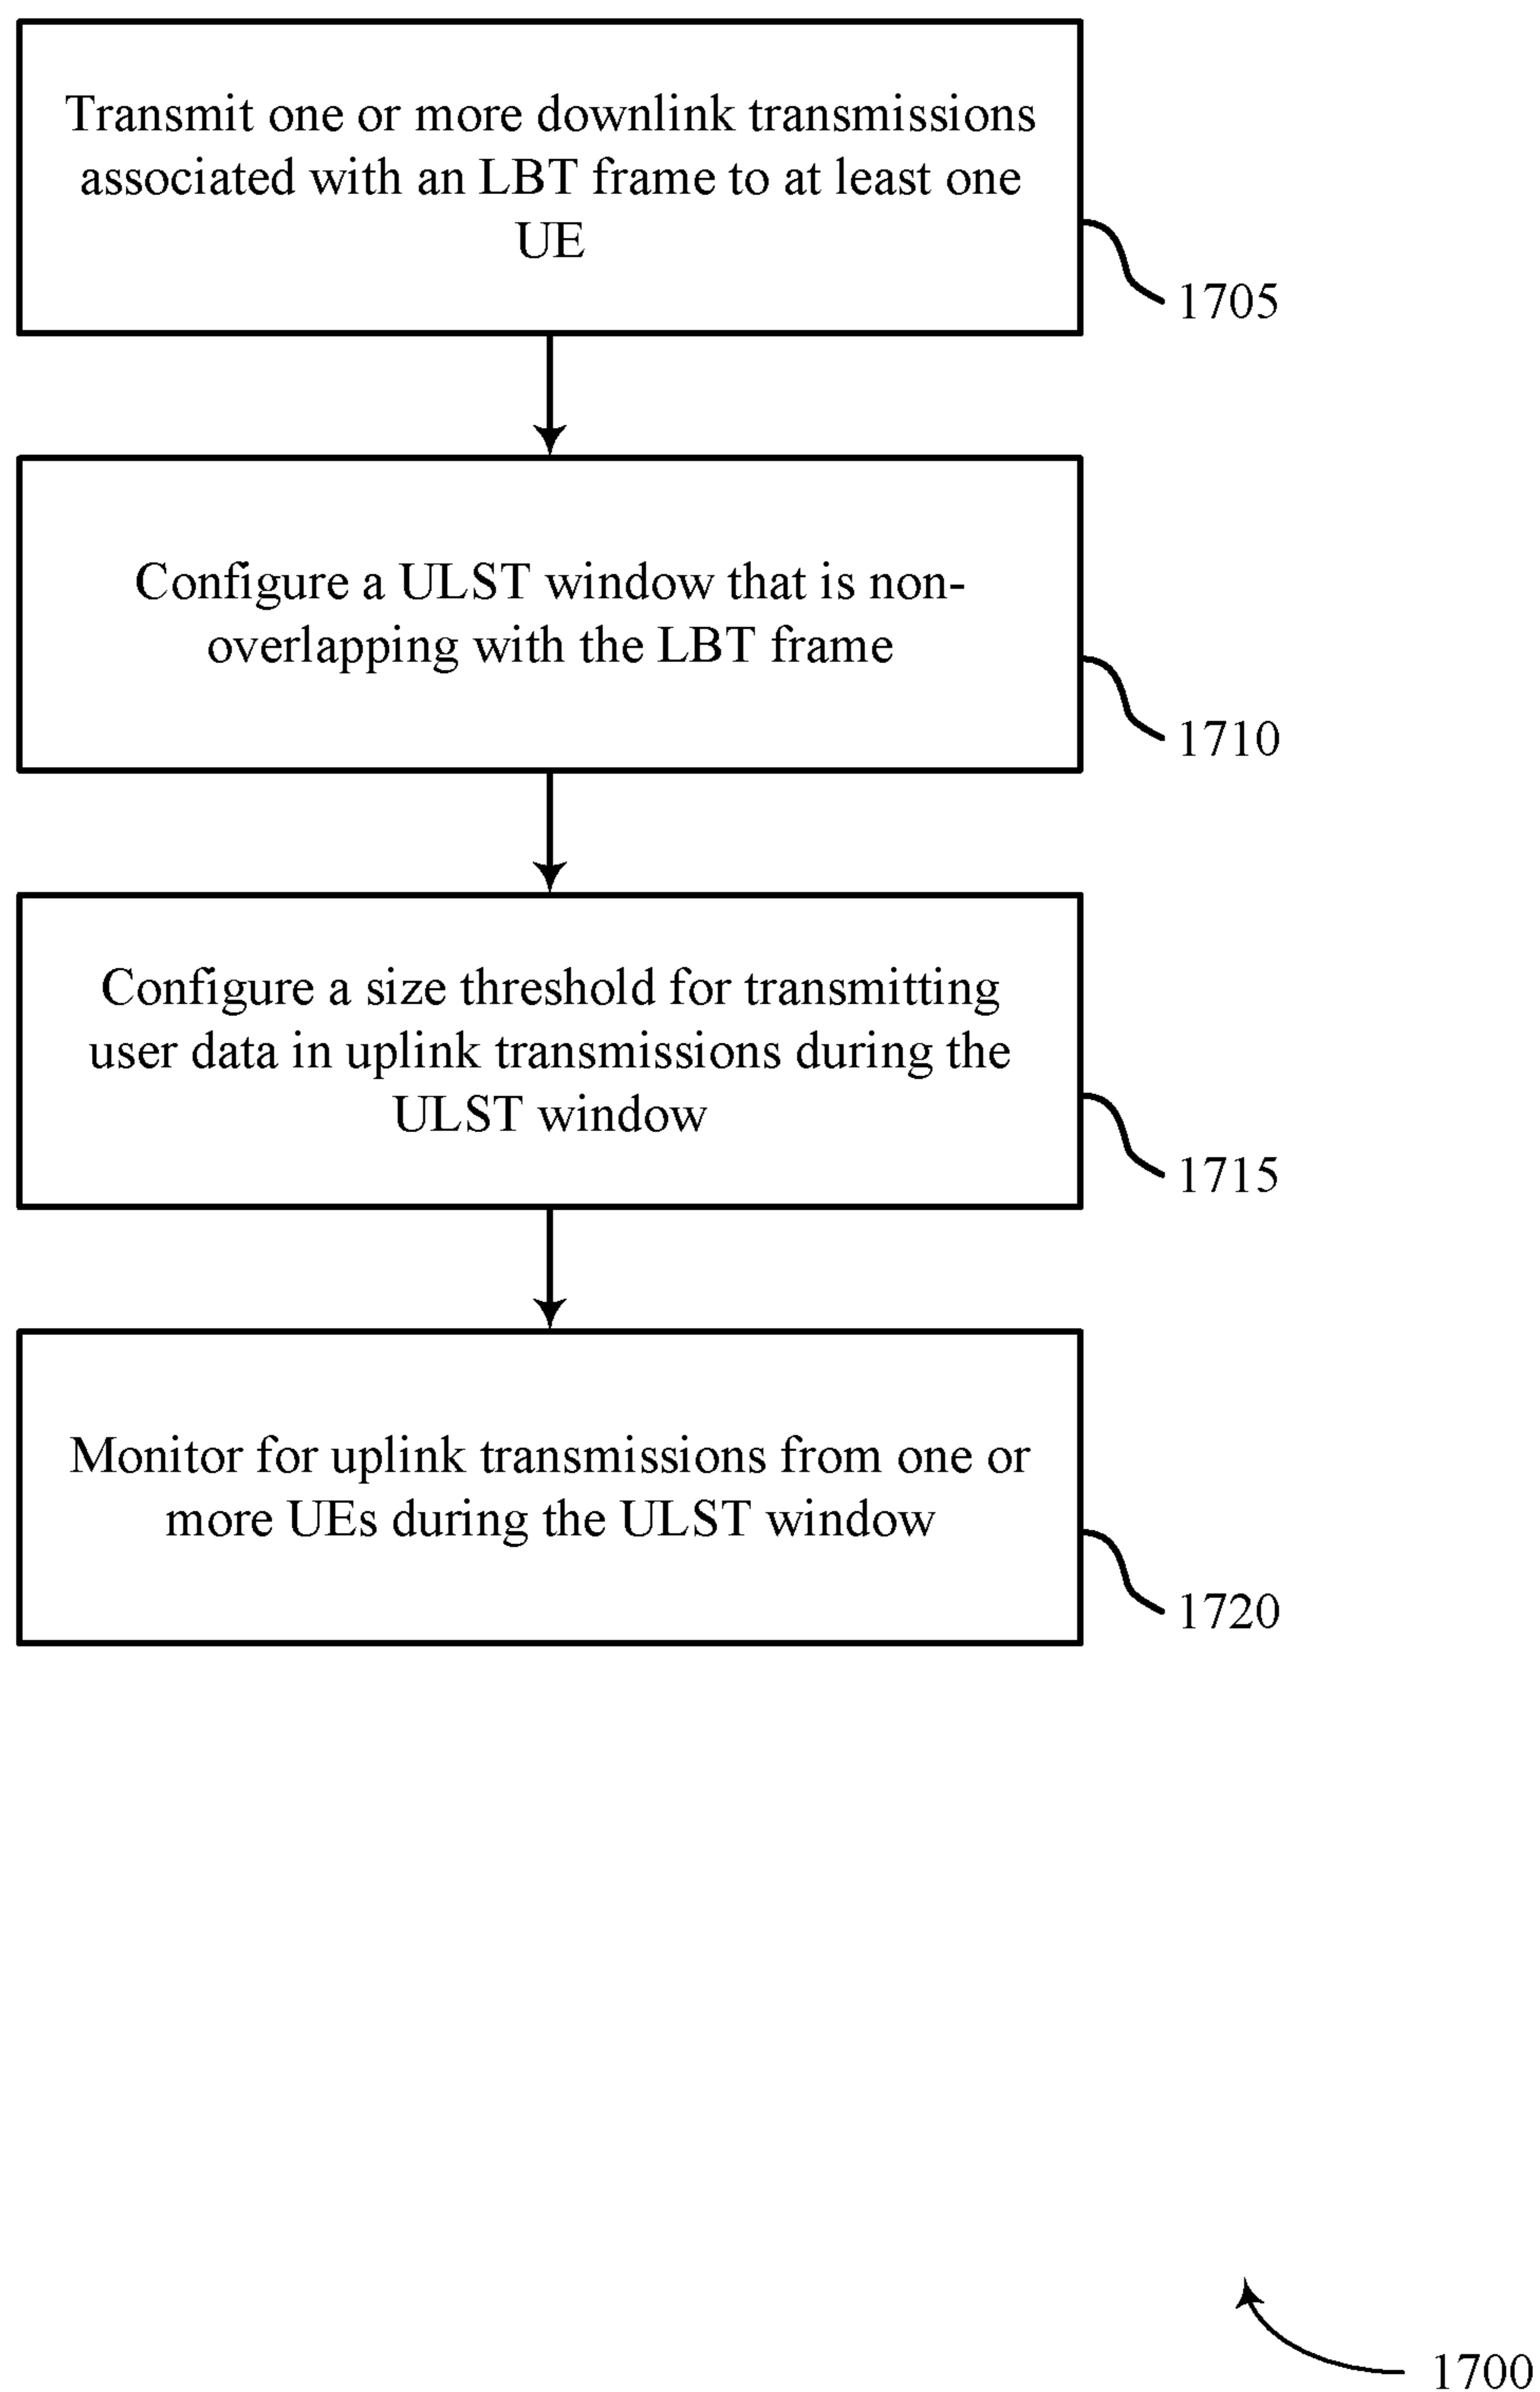 Transmit one or more downlink transmissions
associated with an LBT frame to at least one
UE
1705
Configure a ULST window that is non-
overlapping with the LBT frame
1710
Configure a size threshold for transmitting
user data in uplink transmissions during the
ULST window
1715
Monitor for uplink transmissions from one or
more UEs during the ULST window
1720
1700